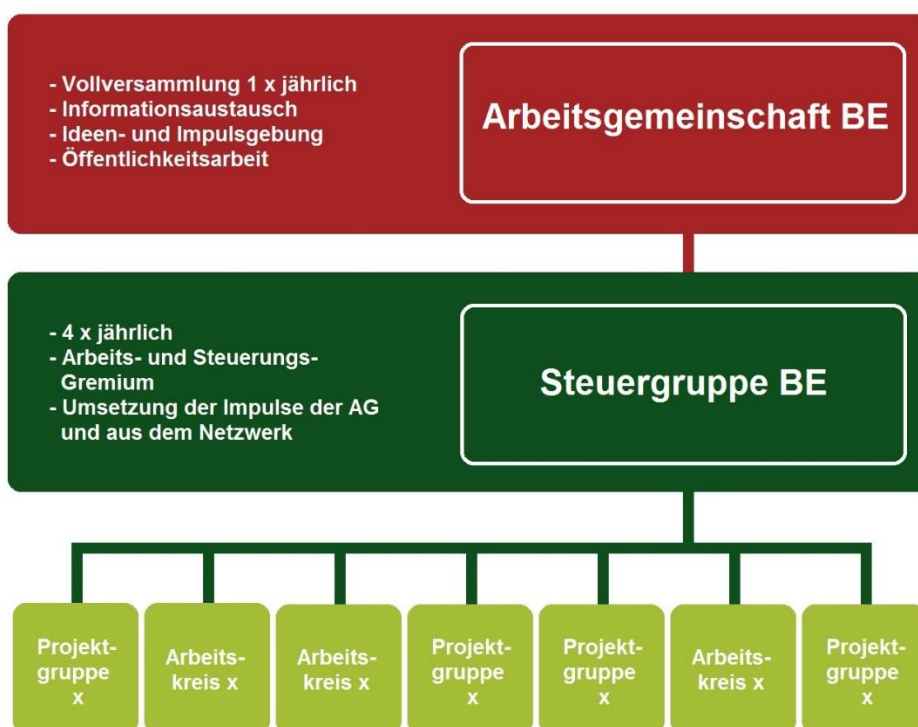 - Vollversammlung 1 x jährlich
- Informationsaustausch
- Ideen- und Impulsgebung
- Öffentlichkeitsarbeit
Arbeitsgemeinschaft BE
- 4 x jährlich
- Arbeits- und Steuerungs-
Gremium
- Umsetzung der Impulse der AG
und aus dem Netzwerk
Steuergruppe BE
Projekt-
gruppe
x
Arbeits-
kreis x
Arbeits-
kreis x
Projekt-
gruppe
x
Projekt-
gruppe
x
Arbeits-
kreis x
Projekt-
gruppe
x